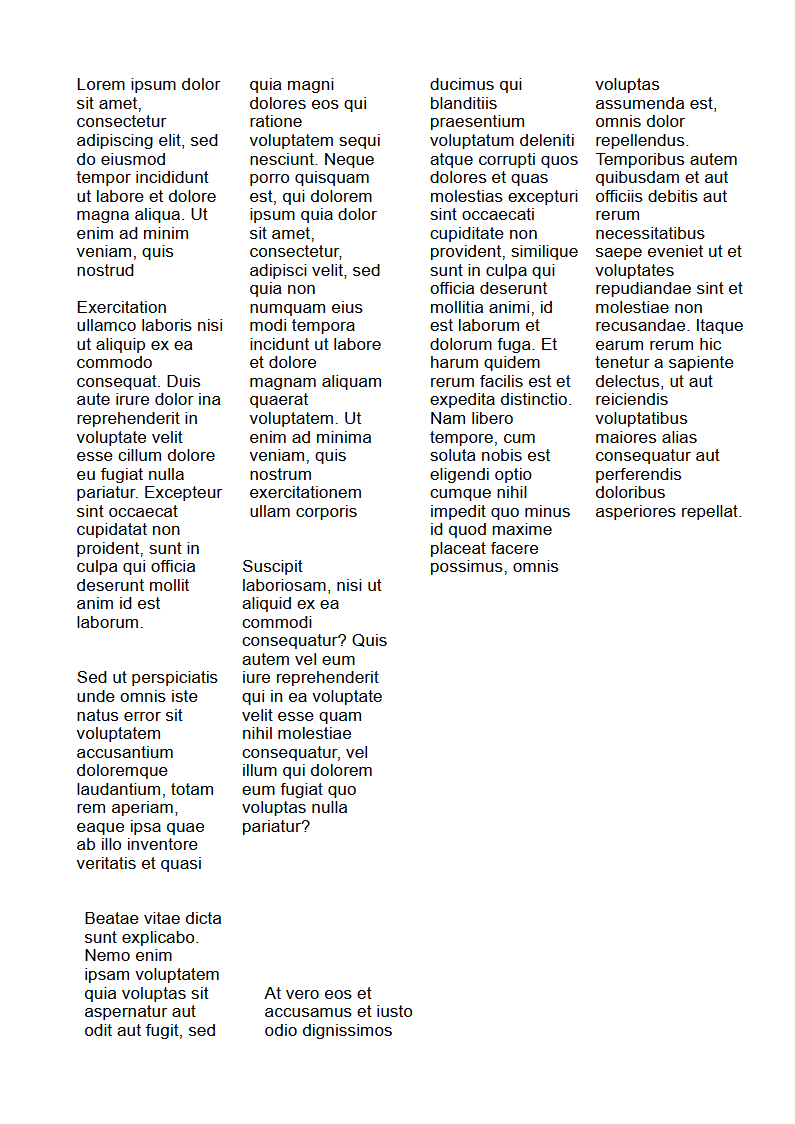 Lorem ipsum dolor
sit amet,
consectetur
adipiscing elit, sed
do eiusmod
tempor incididunt
ut labore et dolore
magna aliqua. Ut
enim ad minim
veniam, quis
nostrud
Exercitation
ullamco laboris nisi
ut aliquip ex ea
commodo
consequat. Duis
aute irure dolor ina
reprehenderit in
voluptate velit
esse cillum dolore
eu fugiat nulla
pariatur. Excepteur
sint occaecat
cupidatat non
proident, sunt in
culpa qui officia
deserunt mollit
anim id est
laborum.
Sed ut perspiciatis
unde omnis iste
natus error sit
voluptatem
accusantium
doloremque
laudantium, totam
rem aperiam,
eaque ipsa quae
ab illo inventore
veritatis et quasi
Beatae vitae dicta
sunt explicabo.
Nemo enim
ipsam voluptatem
quia voluptas sit
aspernatur aut
odit aut fugit, sed
quia magni
dolores eos qui
ratione
voluptatem sequi
nesciunt. Neque
porro quisquam
est, qui dolorem
ipsum quia dolor
sit amet,
consectetur,
adipisci velit, sed
quia non
numquam eius
modi tempora
incidunt ut labore
et dolore
magnam aliquam
quaerat
voluptatem. Ut
enim ad minima
veniam, quis
nostrum
exercitationem
ullam corporis
Suscipit
laboriosam, nisi ut
aliquid ex ea
commodi
consequatur? Quis
autem vel eum
iure reprehenderit
qui in ea voluptate
velit esse quam
nihil molestiae
consequatur, vel
illum qui dolorem
eum fugiat quo
voluptas nulla
pariatur?
At vero eos et
accusamus et iusto
odio dignissimos
ducimus qui
blanditiis
praesentium
voluptatum deleniti
atque corrupti quos
dolores et quas
molestias excepturi
sint occaecati
cupiditate non
provident, similique
sunt in culpa qui
officia deserunt
mollitia animi, id
est laborum et
dolorum fuga. Et
harum quidem
rerum facilis est et
expedita distinctio.
Nam libero
tempore, cum
soluta nobis est
eligendi optio
cumque nihil
impedit quo minus
id quod maxime
placeat facere
possimus, omnis
voluptas
assumenda est,
omnis dolor
repellendus.
Temporibus autem
quibusdam et aut
officiis debitis aut
rerum
necessitatibus
saepe eveniet ut et
voluptates
repudiandae sint et
molestiae non
recusandae. Itaque
earum rerum hic
tenetur a sapiente
delectus, ut aut
reiciendis
voluptatibus
maiores alias
consequatur aut
perferendis
doloribus
asperiores repellat.